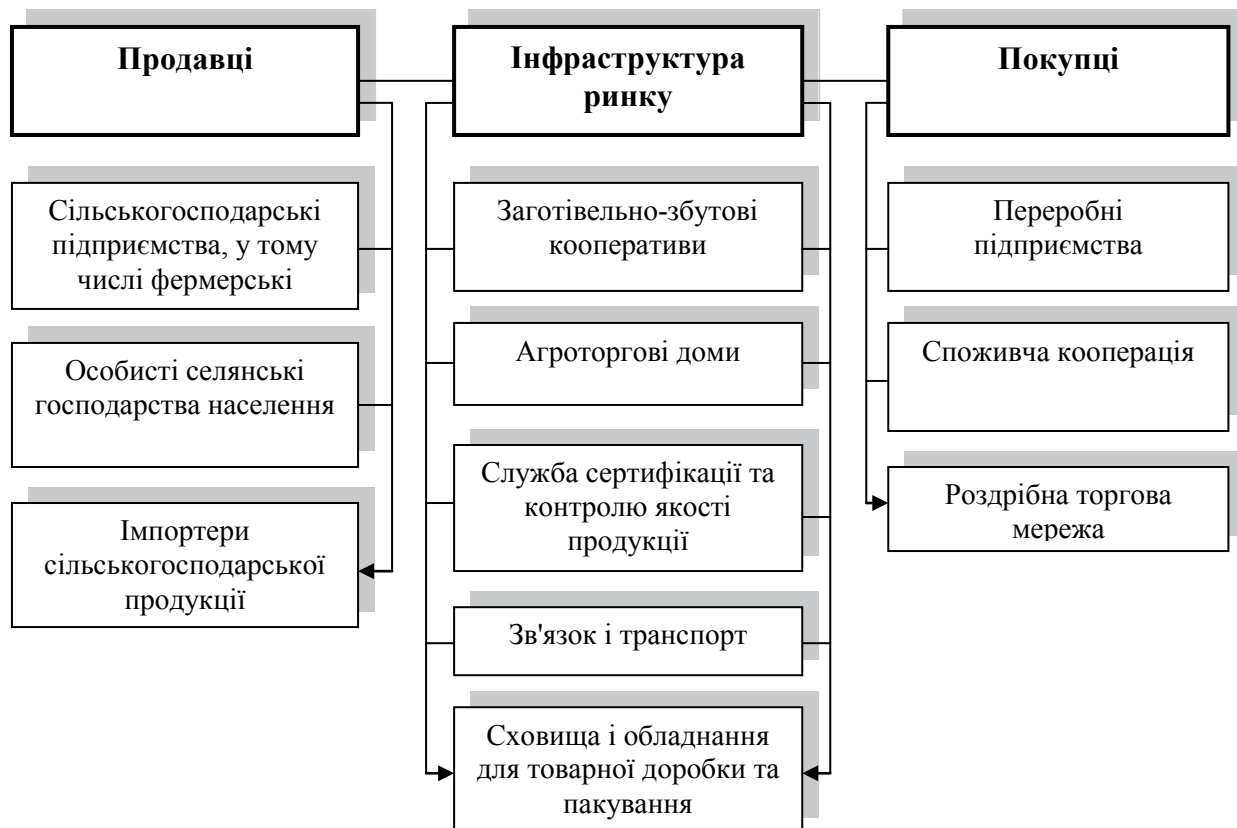 Продавці
Сільськогосподарські
підприємства, у тому
числі фермерські
Особисті селянські
господарства населення
Імпортери
сільськогосподарської
продукції
Інфраструктура
ринку
Заготівельно-збутові
кооперативи
Агроторгові доми
Служба сертифікації та
контролю якості
продукції
Зв'язок і транспорт
Сховища і обладнання
для товарної доробки та
пакування
Покупці
Переробні
підприємства
Споживча кооперація
Роздрібна торгова
мережа